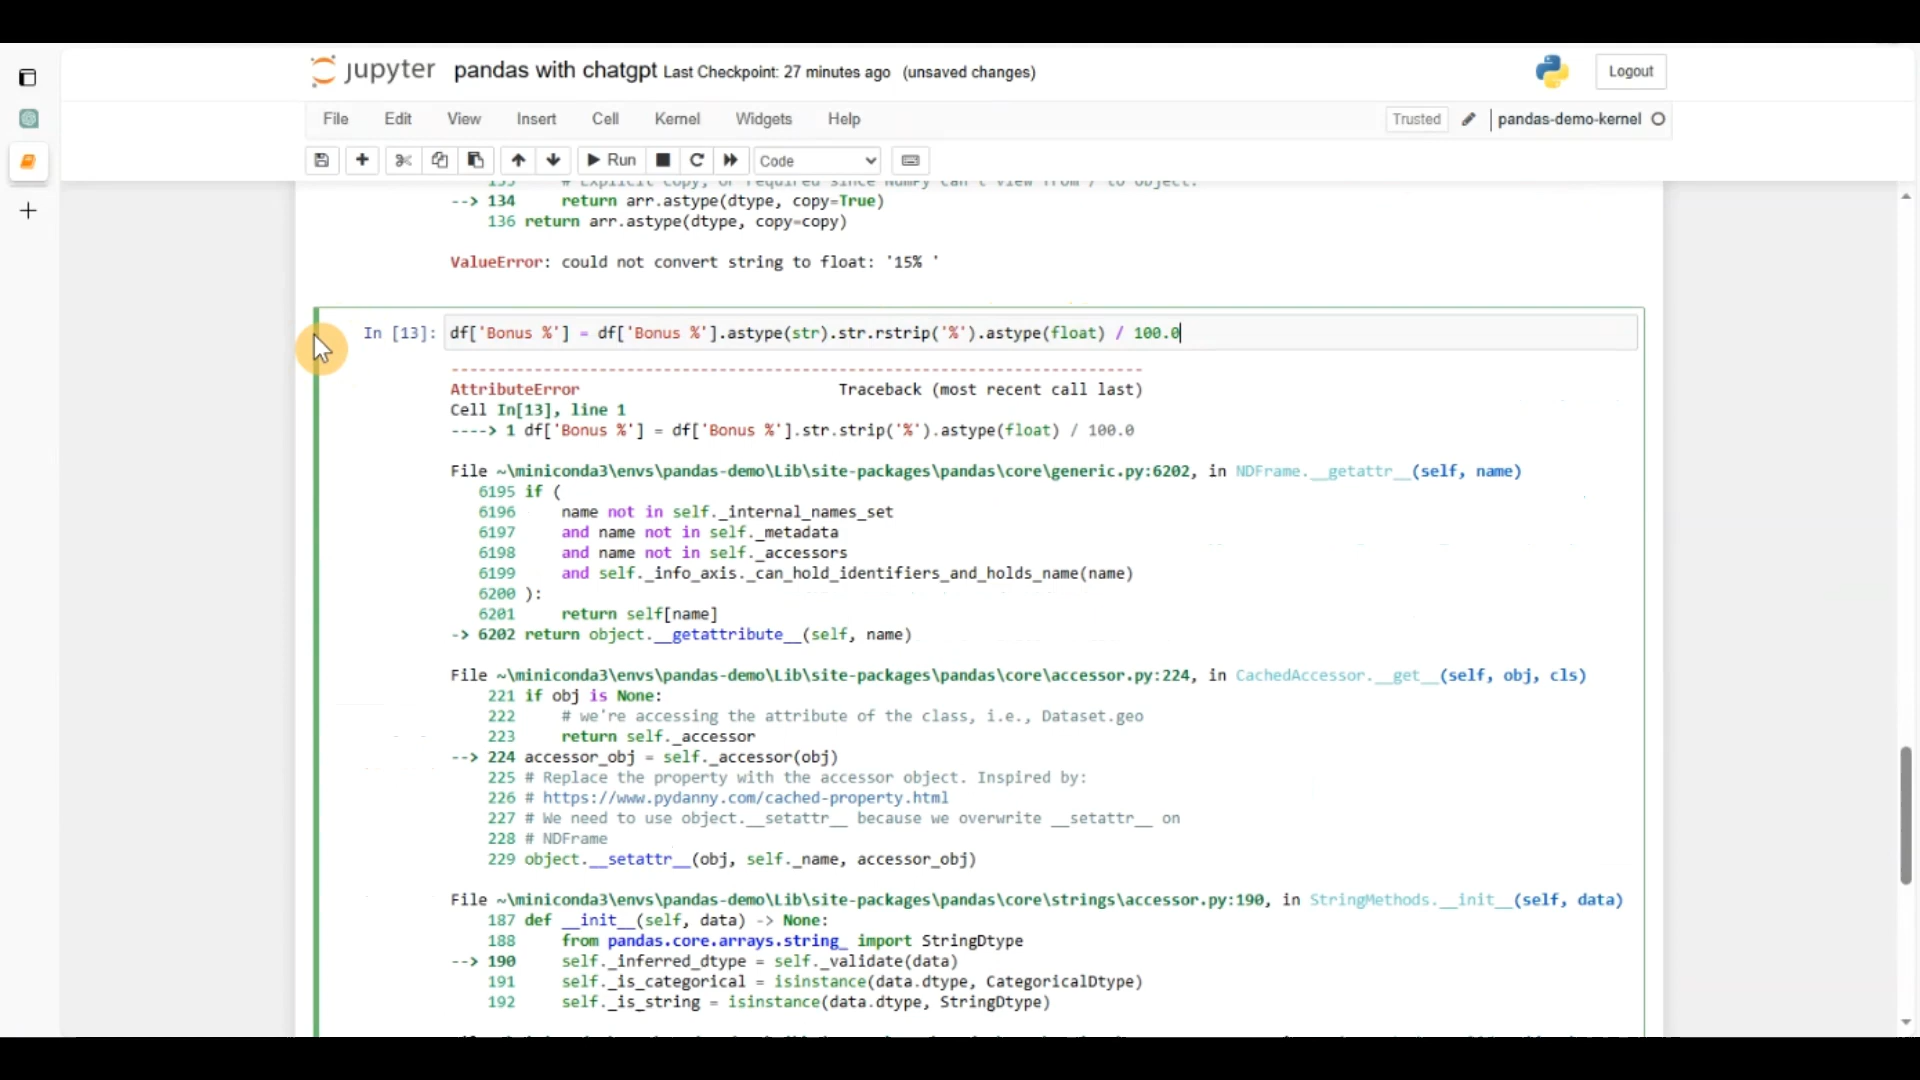 jupyter pandas with chatgpt Last Checkpoint: 27 minutes ago (unsaved changes) Logout
File Edit View Insert Cell Kernel Widgets Help Trusted pandas-demo-kernel
Run Code
# Explicit copy, or required since NumPy can't view from / to object.
--> 134 return arr.astype(dtype, copy=True)
136 return arr.astype(dtype, copy=copy)
ValueError: could not convert string to float: '15% '
In [13]: df['Bonus %'] = df['Bonus %'].astype(str).str.rstrip('%').astype(float) / 100.0
---------------------------------------------------------------------------
AttributeError Traceback (most recent call last)
Cell In[13], line 1
----> 1 df['Bonus %'] = df['Bonus %'].str.strip('%').astype(float) / 100.0
File ~\miniconda3\envs\pandas-demo\Lib\site-packages\pandas\core\generic.py:6202, in NDFrame.__getattr__(self, name)
6195 if (
6196 name not in self._internal_names_set
6197 and name not in self._metadata
6198 and name not in self._accessors
6199 and self._info_axis._can_hold_identifiers_and_holds_name(name)
6200 ):
6201 return self[name]
-> 6202 return object.__getattribute__(self, name)
File ~\miniconda3\envs\pandas-demo\Lib\site-packages\pandas\core\accessor.py:224, in CachedAccessor.__get__(self, obj, cls)
221 if obj is None:
222 # we're accessing the attribute of the class, i.e., Dataset.geo
223 return self._accessor
--> 224 accessor_obj = self._accessor(obj)
225 # Replace the property with the accessor object. Inspired by:
226 # https://www.pydanny.com/cached-property.html
227 # We need to use object.__setattr__ because we overwrite __setattr__ on
228 # NDFrame
229 object.__setattr__(obj, self._name, accessor_obj)
File ~\miniconda3\envs\pandas-demo\Lib\site-packages\pandas\core\strings\accessor.py:190, in StringMethods.__init__(self, data)
187 def __init__(self, data) -> None:
188 from pandas.core.arrays.string_ import StringDtype
--> 190 self._inferred_dtype = self._validate(data)
191 self._is_categorical = isinstance(data.dtype, CategoricalDtype)
192 self._is_string = isinstance(data.dtype, StringDtype)